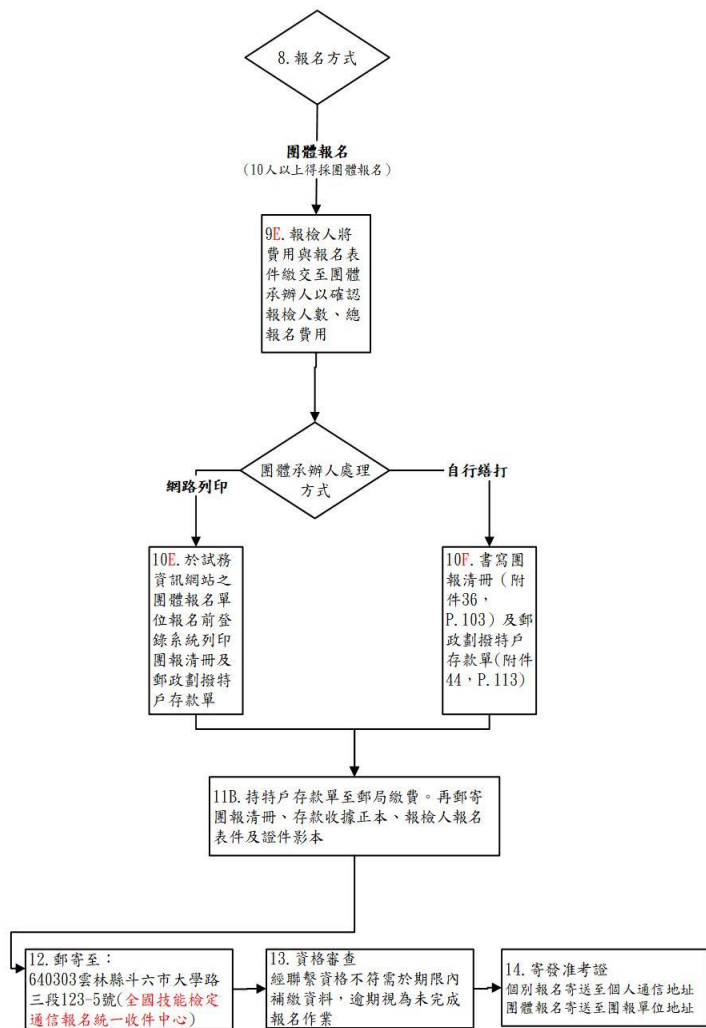 8.報名方式
團體報名
（10人以上得採團體報名）
9E.報檢人將
費用與報名表
件繳交至團體
承辦人以確認
報檢人數、總
報名費用
團體承辦人處理
方式
網路列印
自行繕打
10E.於試務
資訊網站之
團體報名單
位報名前登
錄系統列印
團報清冊及
郵政劃撥特
戶存款單
10F.書寫團
報清冊（附
件36，
P.103）及郵
政劃撥特戶
存款單(附件
44，P.113)
11B.持特戶存款單至郵局繳費。再郵寄
團報清冊、存款收據正本、報檢人報名
表件及證件影本
12.郵寄至：
640303雲林縣斗六市大學路
三段123-5號(全國技能檢定
通信報名統一收件中心)
13.資格審查
經聯繫資格不符需於期限內
補繳資料，逾期視為未完成
報名作業
14.寄發准考證
個別報名寄送至個人通信地址
團體報名寄送至團報單位地址